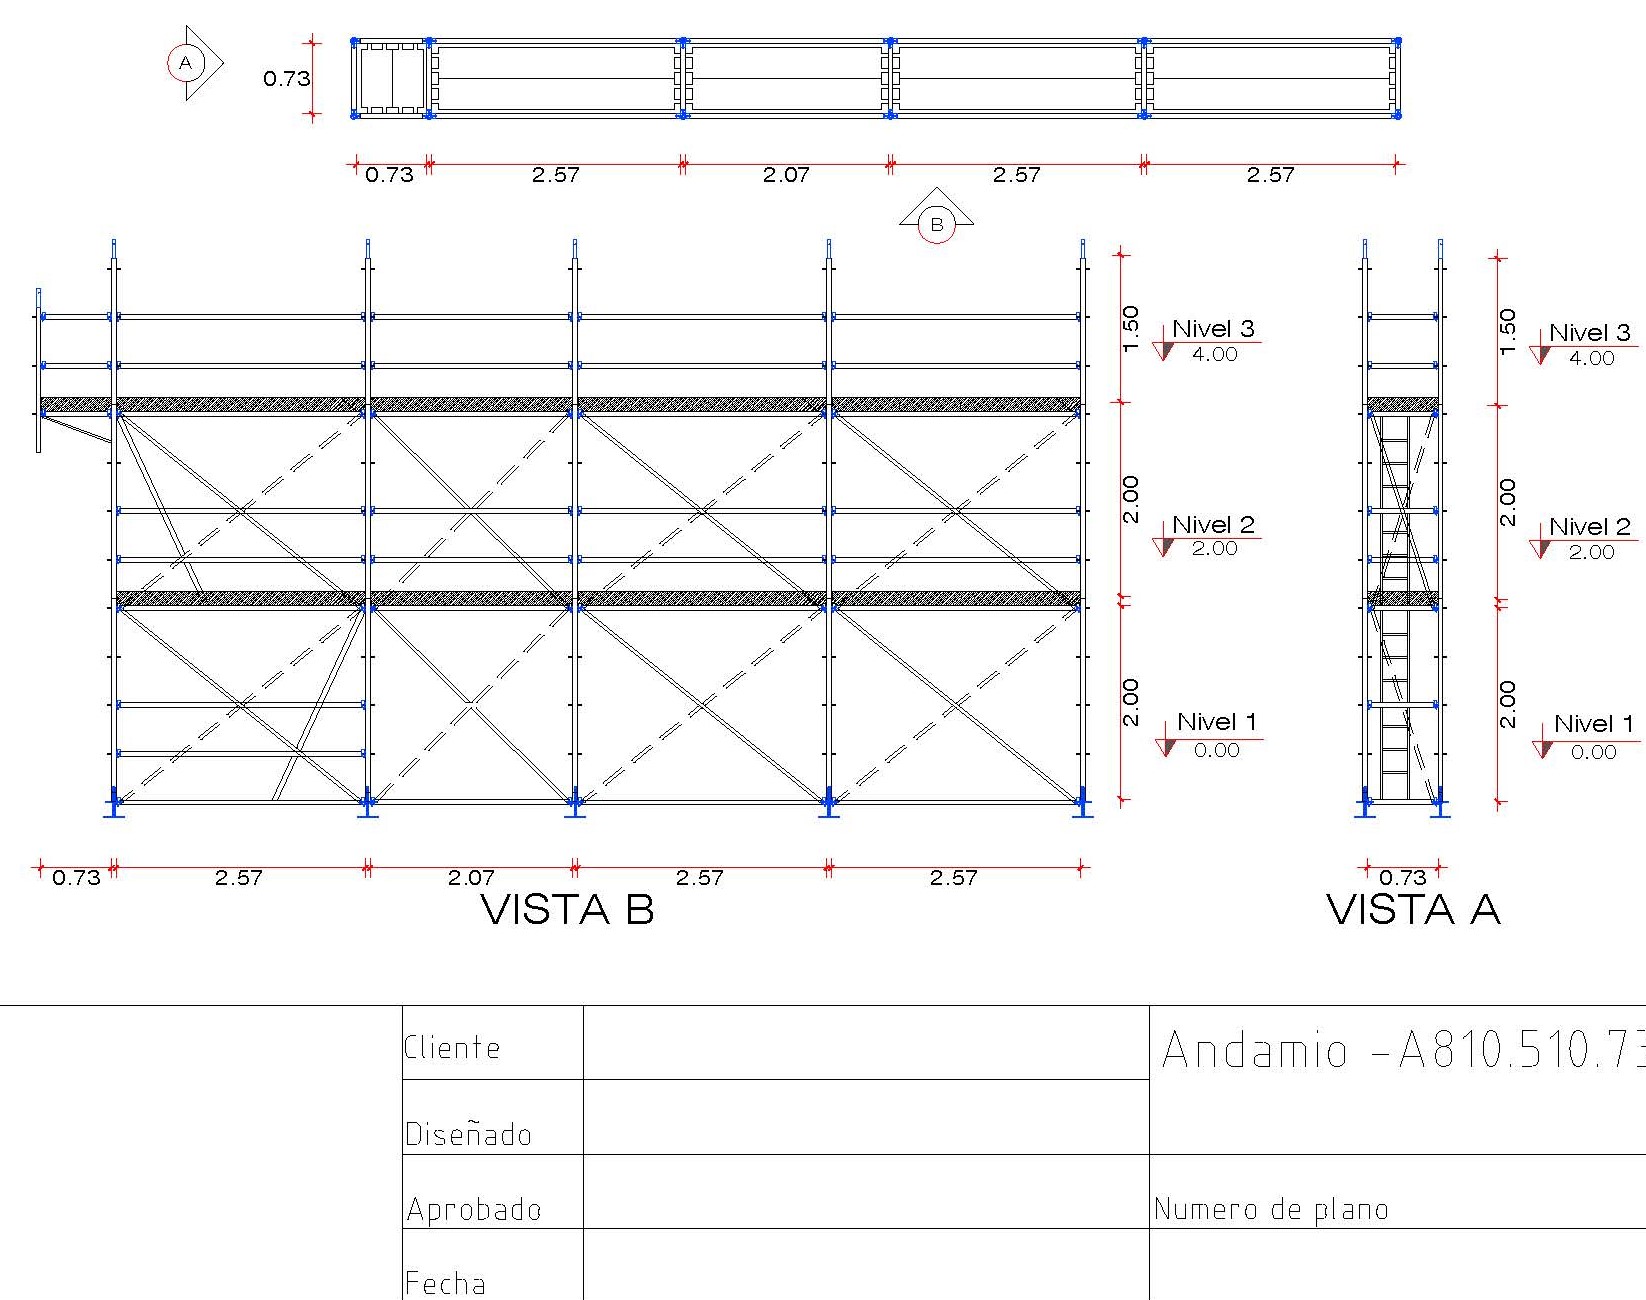 A
0.73
0.73 2.57 2.07 2.57 2.57
B
1.50
Nivel 3
4.00
2.00
Nivel 2
2.00
2.00
Nivel 1
0.00
0.73 2.57 2.07 2.57 2.57
VISTA B
1.50
Nivel 3
4.00
2.00
Nivel 2
2.00
2.00
Nivel 1
0.00
0.73
VISTA A
Cliente
Andamio -A810.510.73
Diseñado
Aprobado
Numero de plano
Fecha